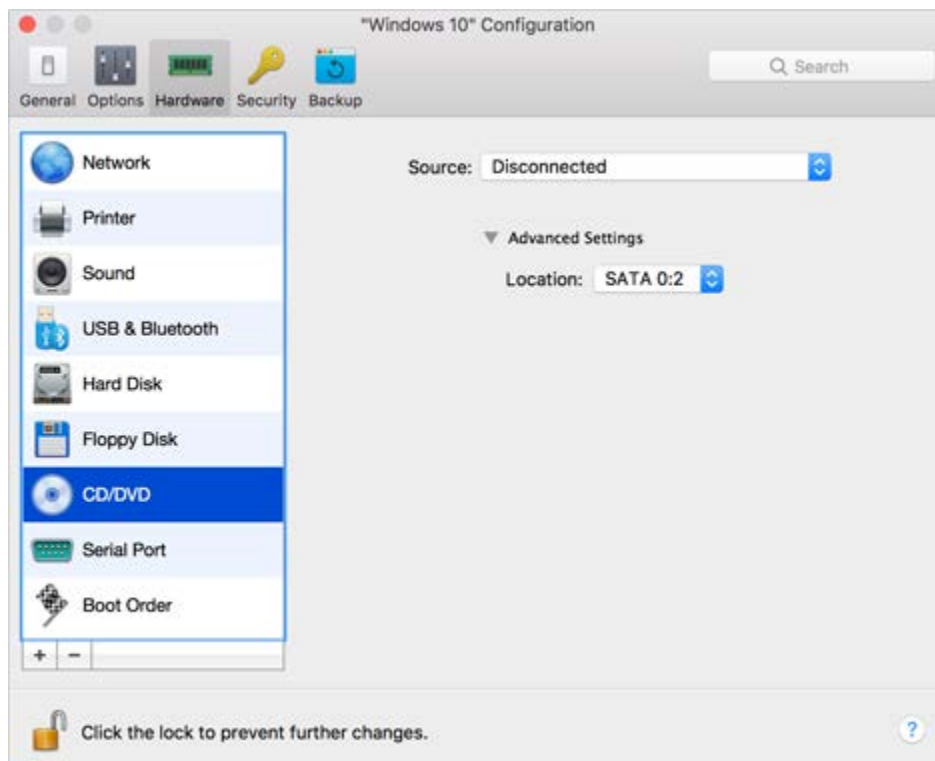 "Windows 10" Configuration
General Options Hardware Security Backup
Search
Network
Printer
Sound
USB & Bluetooth
Hard Disk
Floppy Disk
CD/DVD
Serial Port
Boot Order
+ −
Source: Disconnected
Advanced Settings
Location: SATA 0:2
Click the lock to prevent further changes.
?